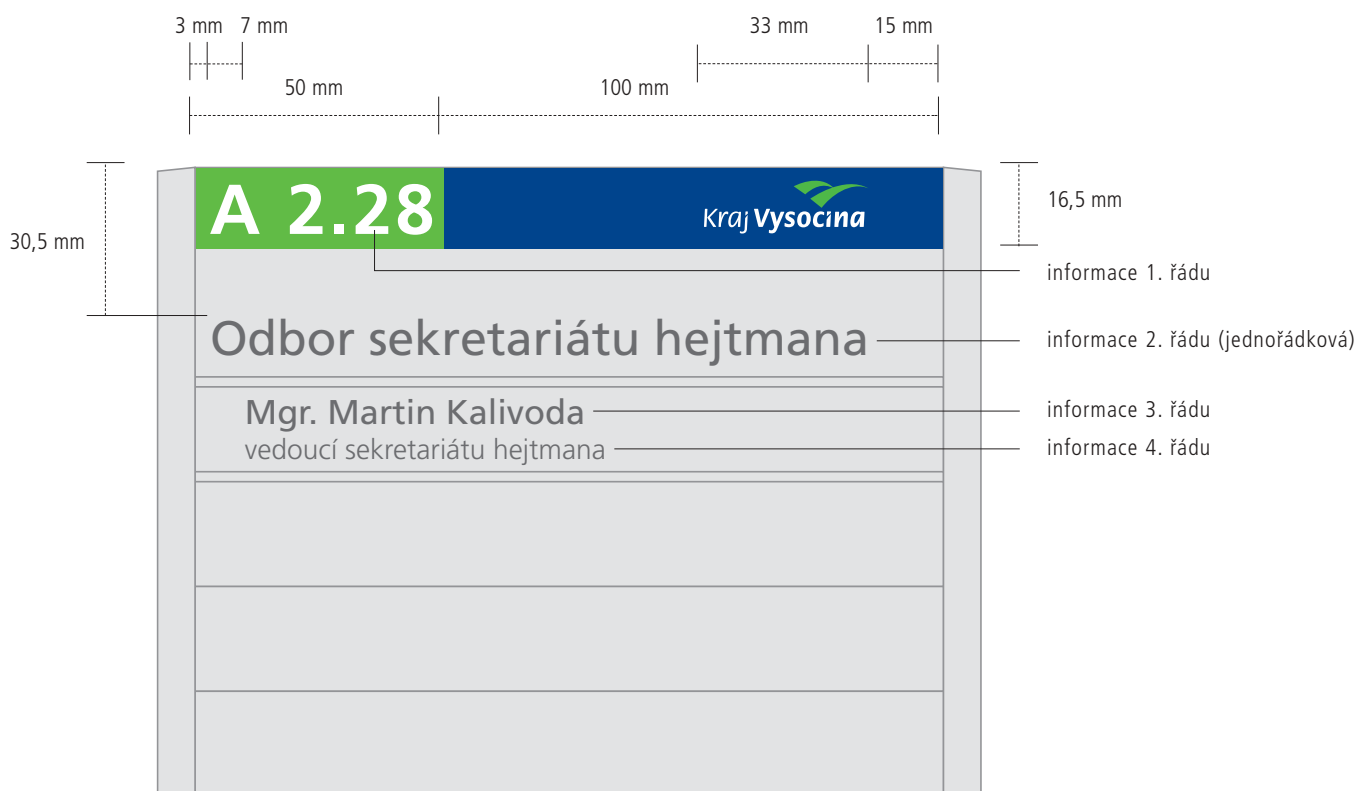 3 mm 7 mm 33 mm 15 mm
50 mm 100 mm
A 2.28
Kraj Vysočina
16,5 mm
30,5 mm
informace 1. řádu
Odbor sekretariátu hejtmana
informace 2. řádu (jednořádková)
Mgr. Martin Kalivoda
informace 3. řádu
vedoucí sekretariátu hejtmana
informace 4. řádu